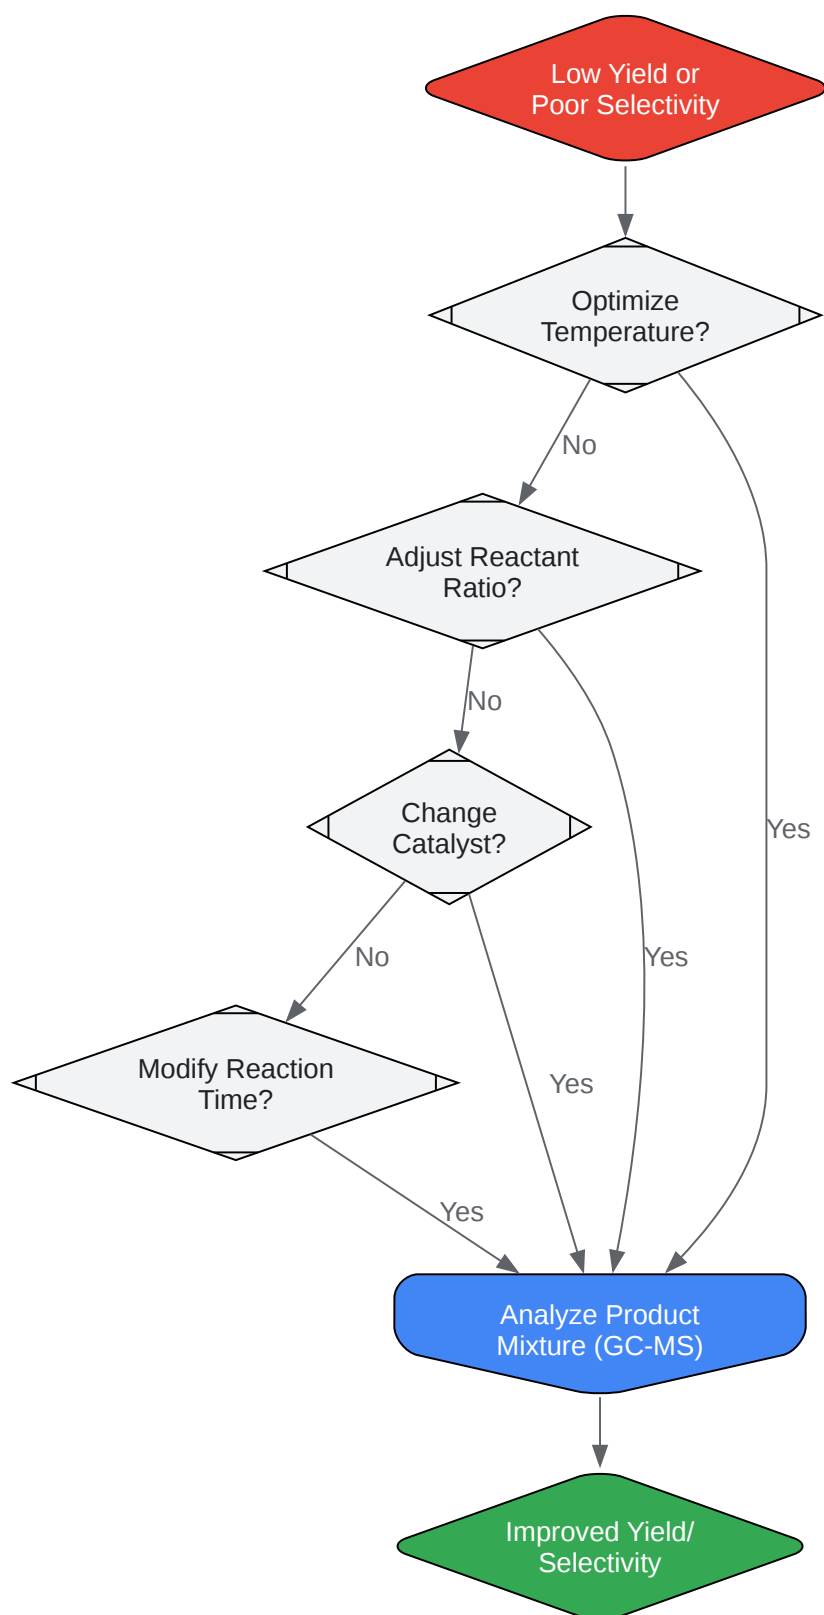 Low Yield or
Poor Selectivity
Optimize
Temperature?
No
Adjust Reactant
Ratio?
No
Change
Catalyst?
Yes
No
Yes
Modify Reaction
Time?
Yes
Yes
Analyze Product
Mixture (GC-MS)
Improved Yield/
Selectivity